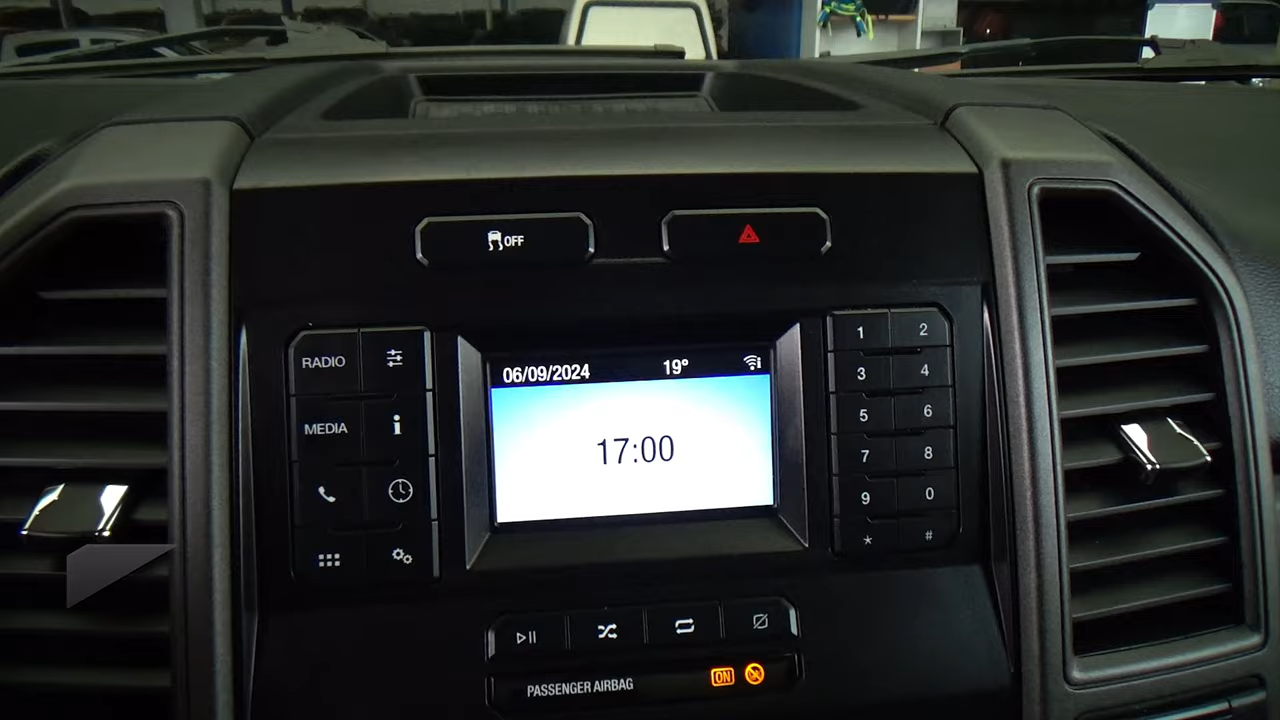 OFF
RADIO
MEDIA
06/09/2024 19°
17:00
1 2
3 4
5 6
7 8
9 0
* #
PASSENGER AIRBAG ON